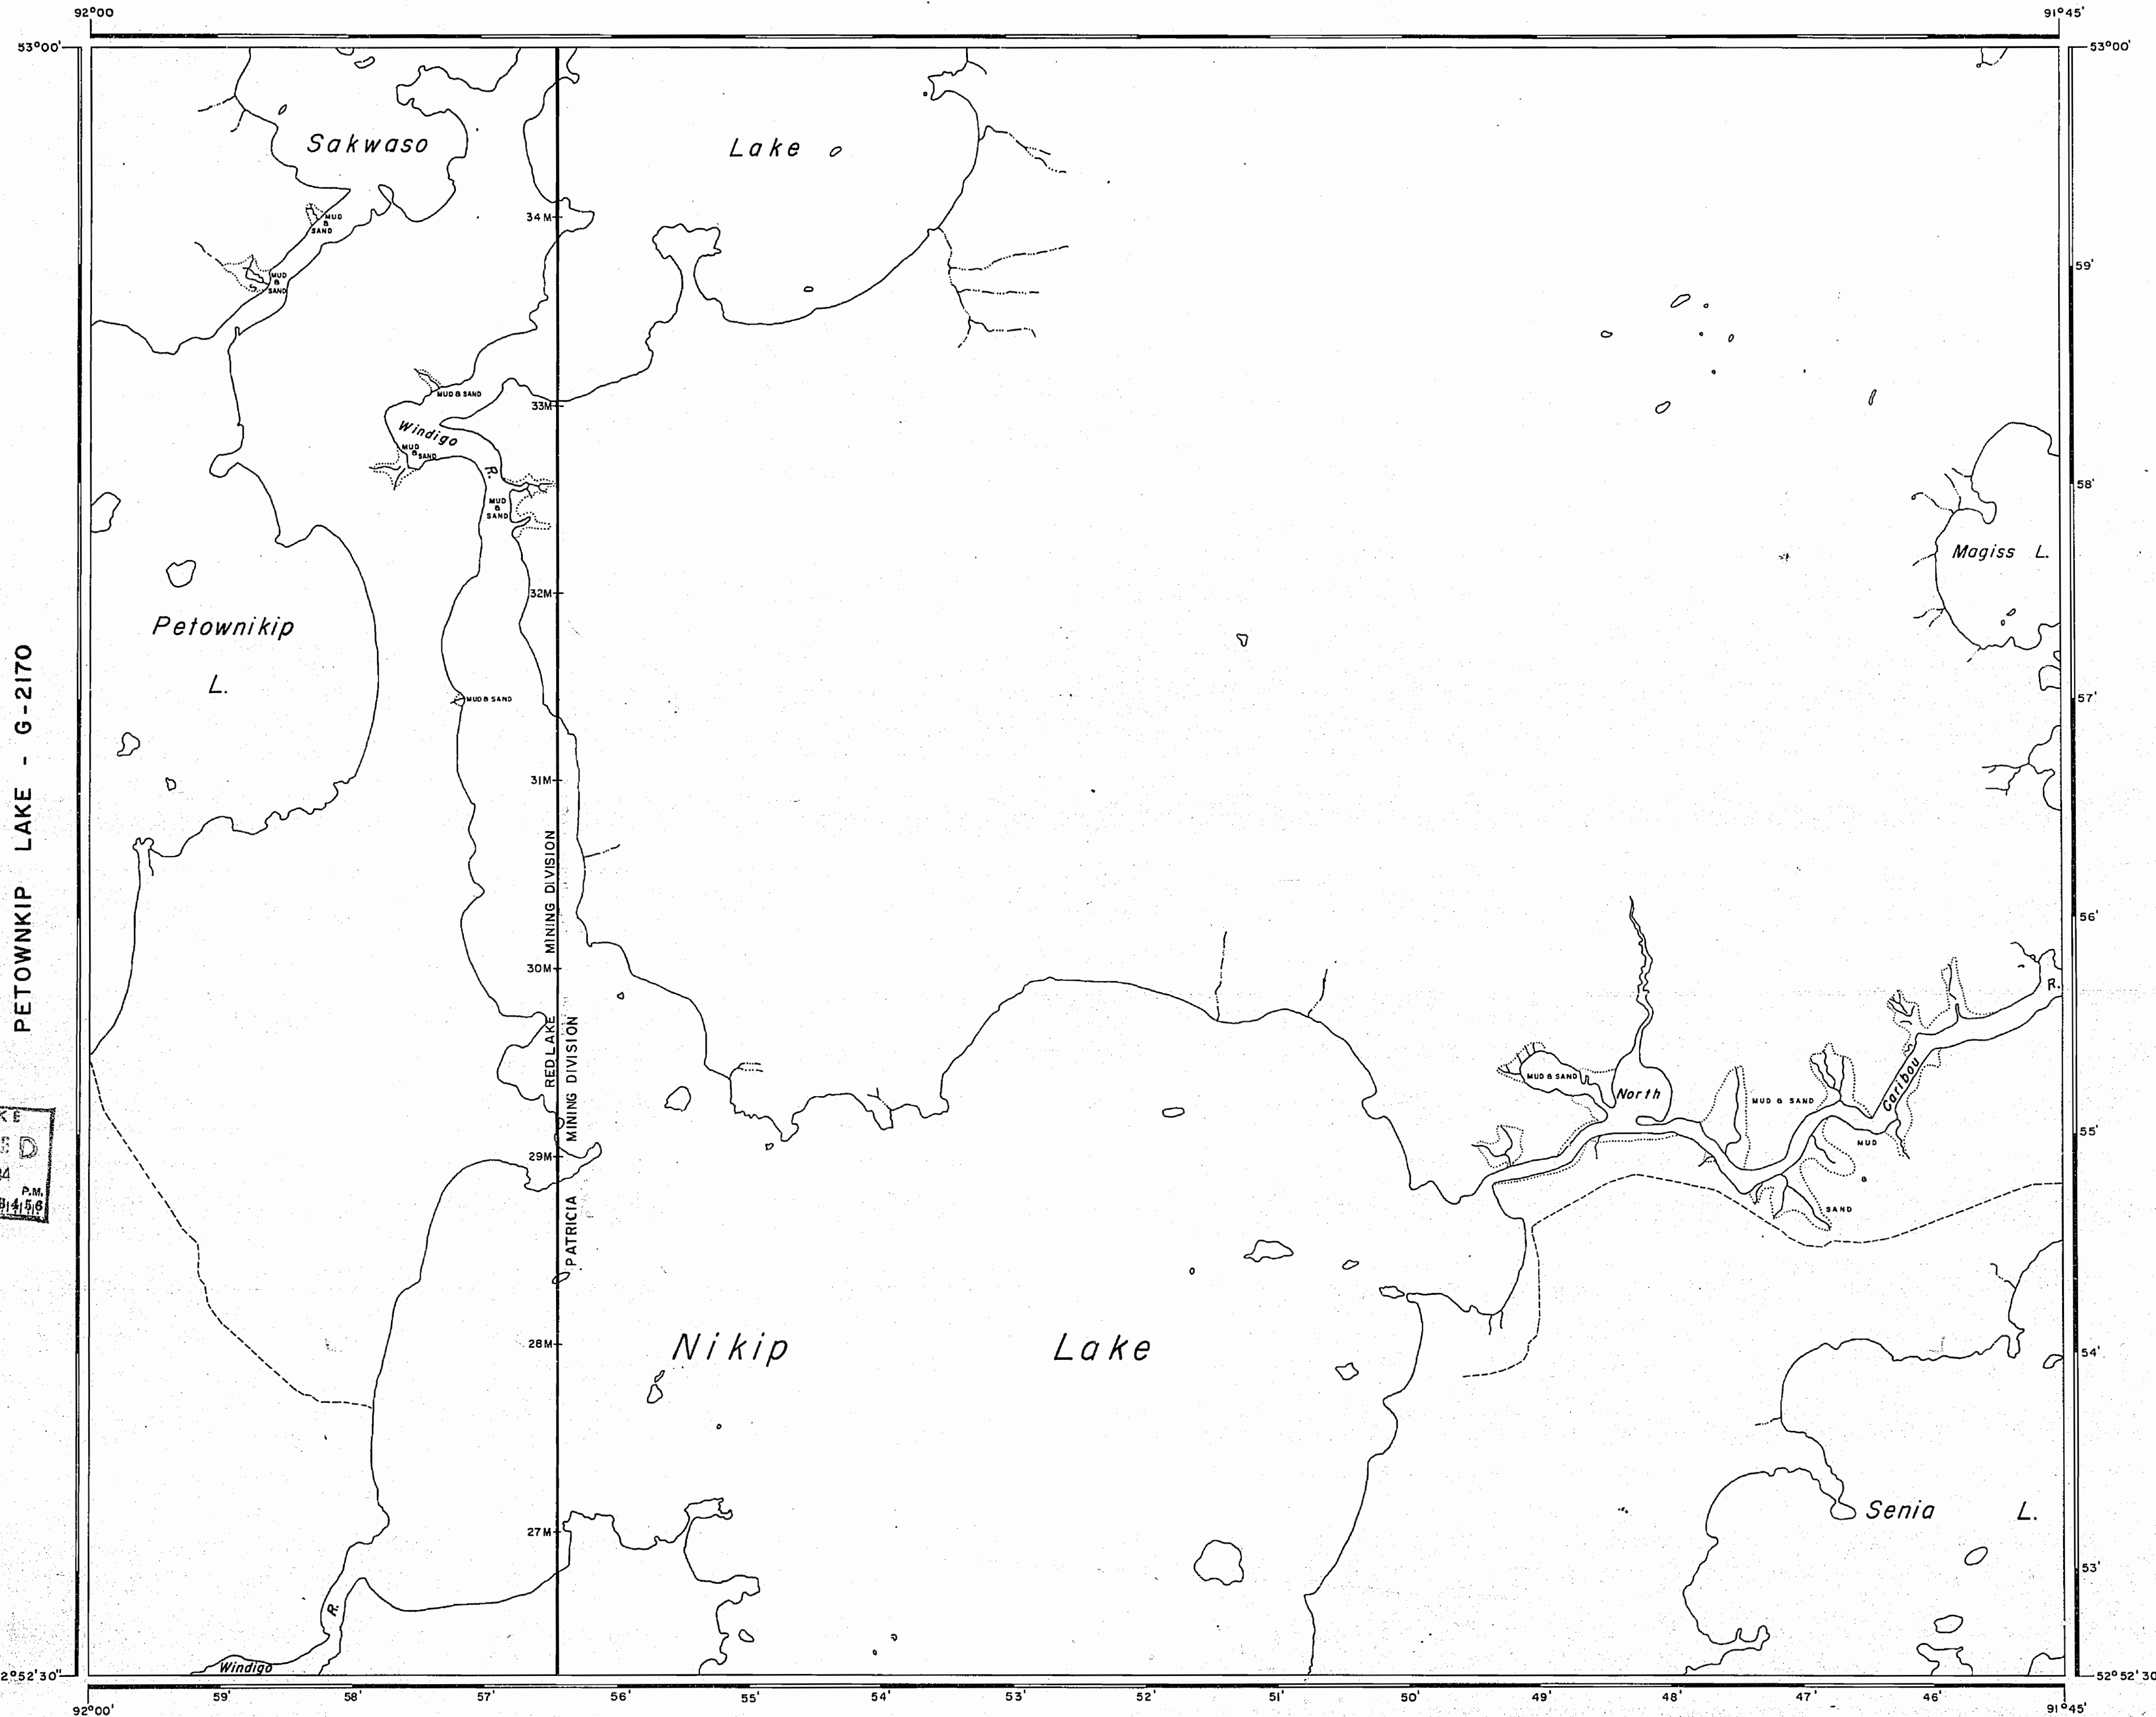 92°00'
91°45'
53°00'
53°00'
Sakwaso
Lake
34M
MUD
&
SAND
MUD
&
SAND
59'
MUD & SAND
33M
Windigo
R.
MUD
&
SAND
MUD
&
SAND
58'
Magiss L.
32M
Petownikip
L.
PETOWNKIP LAKE - G-2170
MUD & SAND
57'
31M
56'
30M
RED LAKE MINING DIVISION
PATRICIA MINING DIVISION
R.
MUD & SAND
North
MUD & SAND
Caribou
55'
MUD
&
SAND
29M
KE
ED
P.M.
28M
Nikip
Lake
54'
27M
Senia L.
53'
R.
Windigo
2°52'30"
52°52'30
92°00'
59'
58'
57'
56'
55'
54'
53'
52'
51'
50'
49'
48'
47'
46'
91°45'